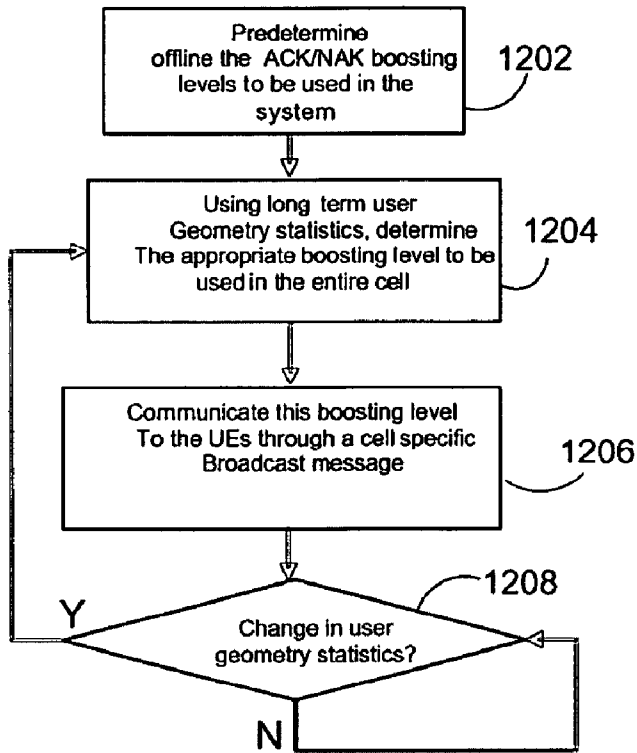 Predetermine
offline the ACK/NAK boosting
levels to be used in the
system
1202
Using long term user
Geometry statistics, determine
The appropriate boosting level to be
used in the entire cell
1204
Communicate this boosting level
To the UEs through a cell specific
Broadcast message
1206
1208
Y
Change in user
geometry statistics?
N